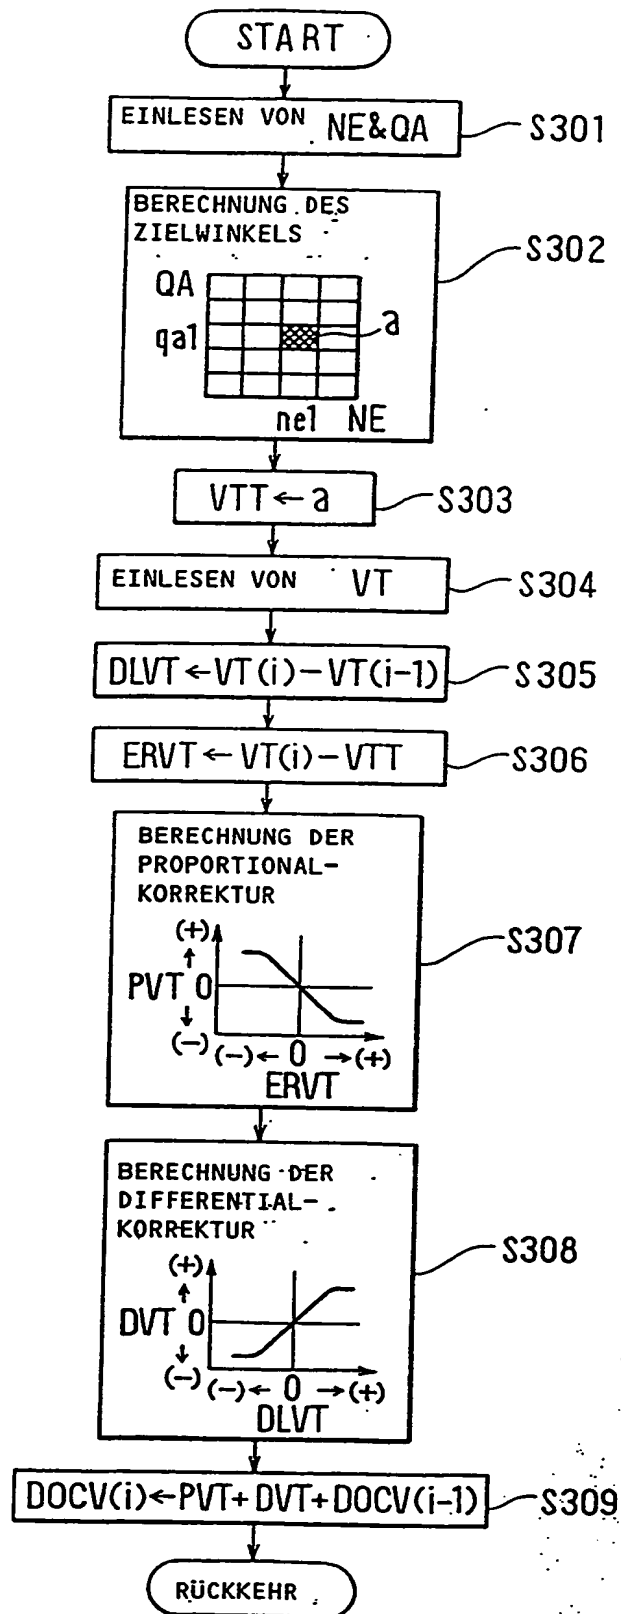 START
EINLESEN VON NE&QA
S301
BERECHNUNG DES
ZIELWINKELS
S302
QA
qa1
a
ne1 NE
VTT←a
S303
EINLESEN VON VT
S304
DLVT←VT(i)-VT(i-1)
S305
ERVT←VT(i)-VTT
S306
BERECHNUNG DER
PROPORTIONAL-
KORREKTUR
S307
(+)
↑
PVT 0
↓
(-)
(-)← 0 →(+)
ERVT
BERECHNUNG DER
DIFFERENTIAL-
KORREKTUR
S308
(+)
↑
DVT 0
↓
(-)
(-)← 0 →(+)
DLVT
DOCV(i)←PVT+DVT+DOCV(i-1)
S309
RÜCKKEHR